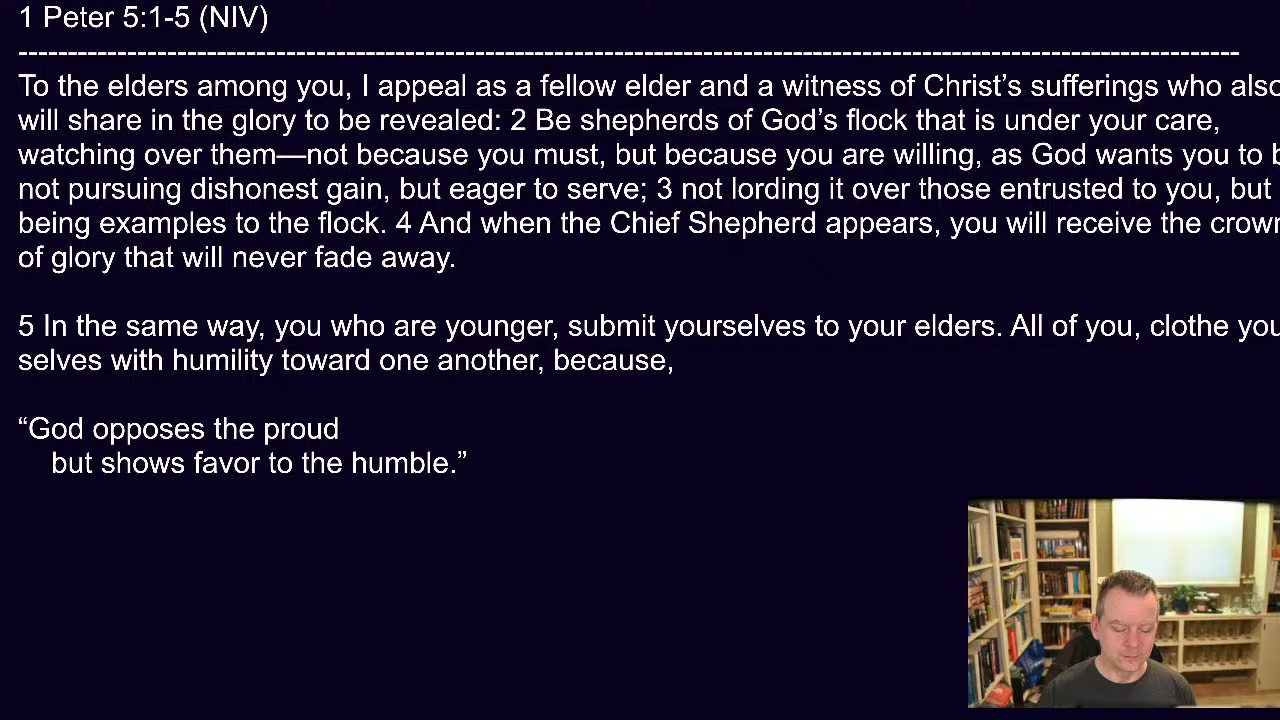 1 Peter 5:1-5 (NIV)
--------------------------------------------------------------------------------------------------------------------------
To the elders among you, I appeal as a fellow elder and a witness of Christ’s sufferings who also
will share in the glory to be revealed: 2 Be shepherds of God’s flock that is under your care,
watching over them—not because you must, but because you are willing, as God wants you to b
not pursuing dishonest gain, but eager to serve; 3 not lording it over those entrusted to you, but
being examples to the flock. 4 And when the Chief Shepherd appears, you will receive the crown
of glory that will never fade away.
5 In the same way, you who are younger, submit yourselves to your elders. All of you, clothe you
selves with humility toward one another, because,
“God opposes the proud
but shows favor to the humble.”